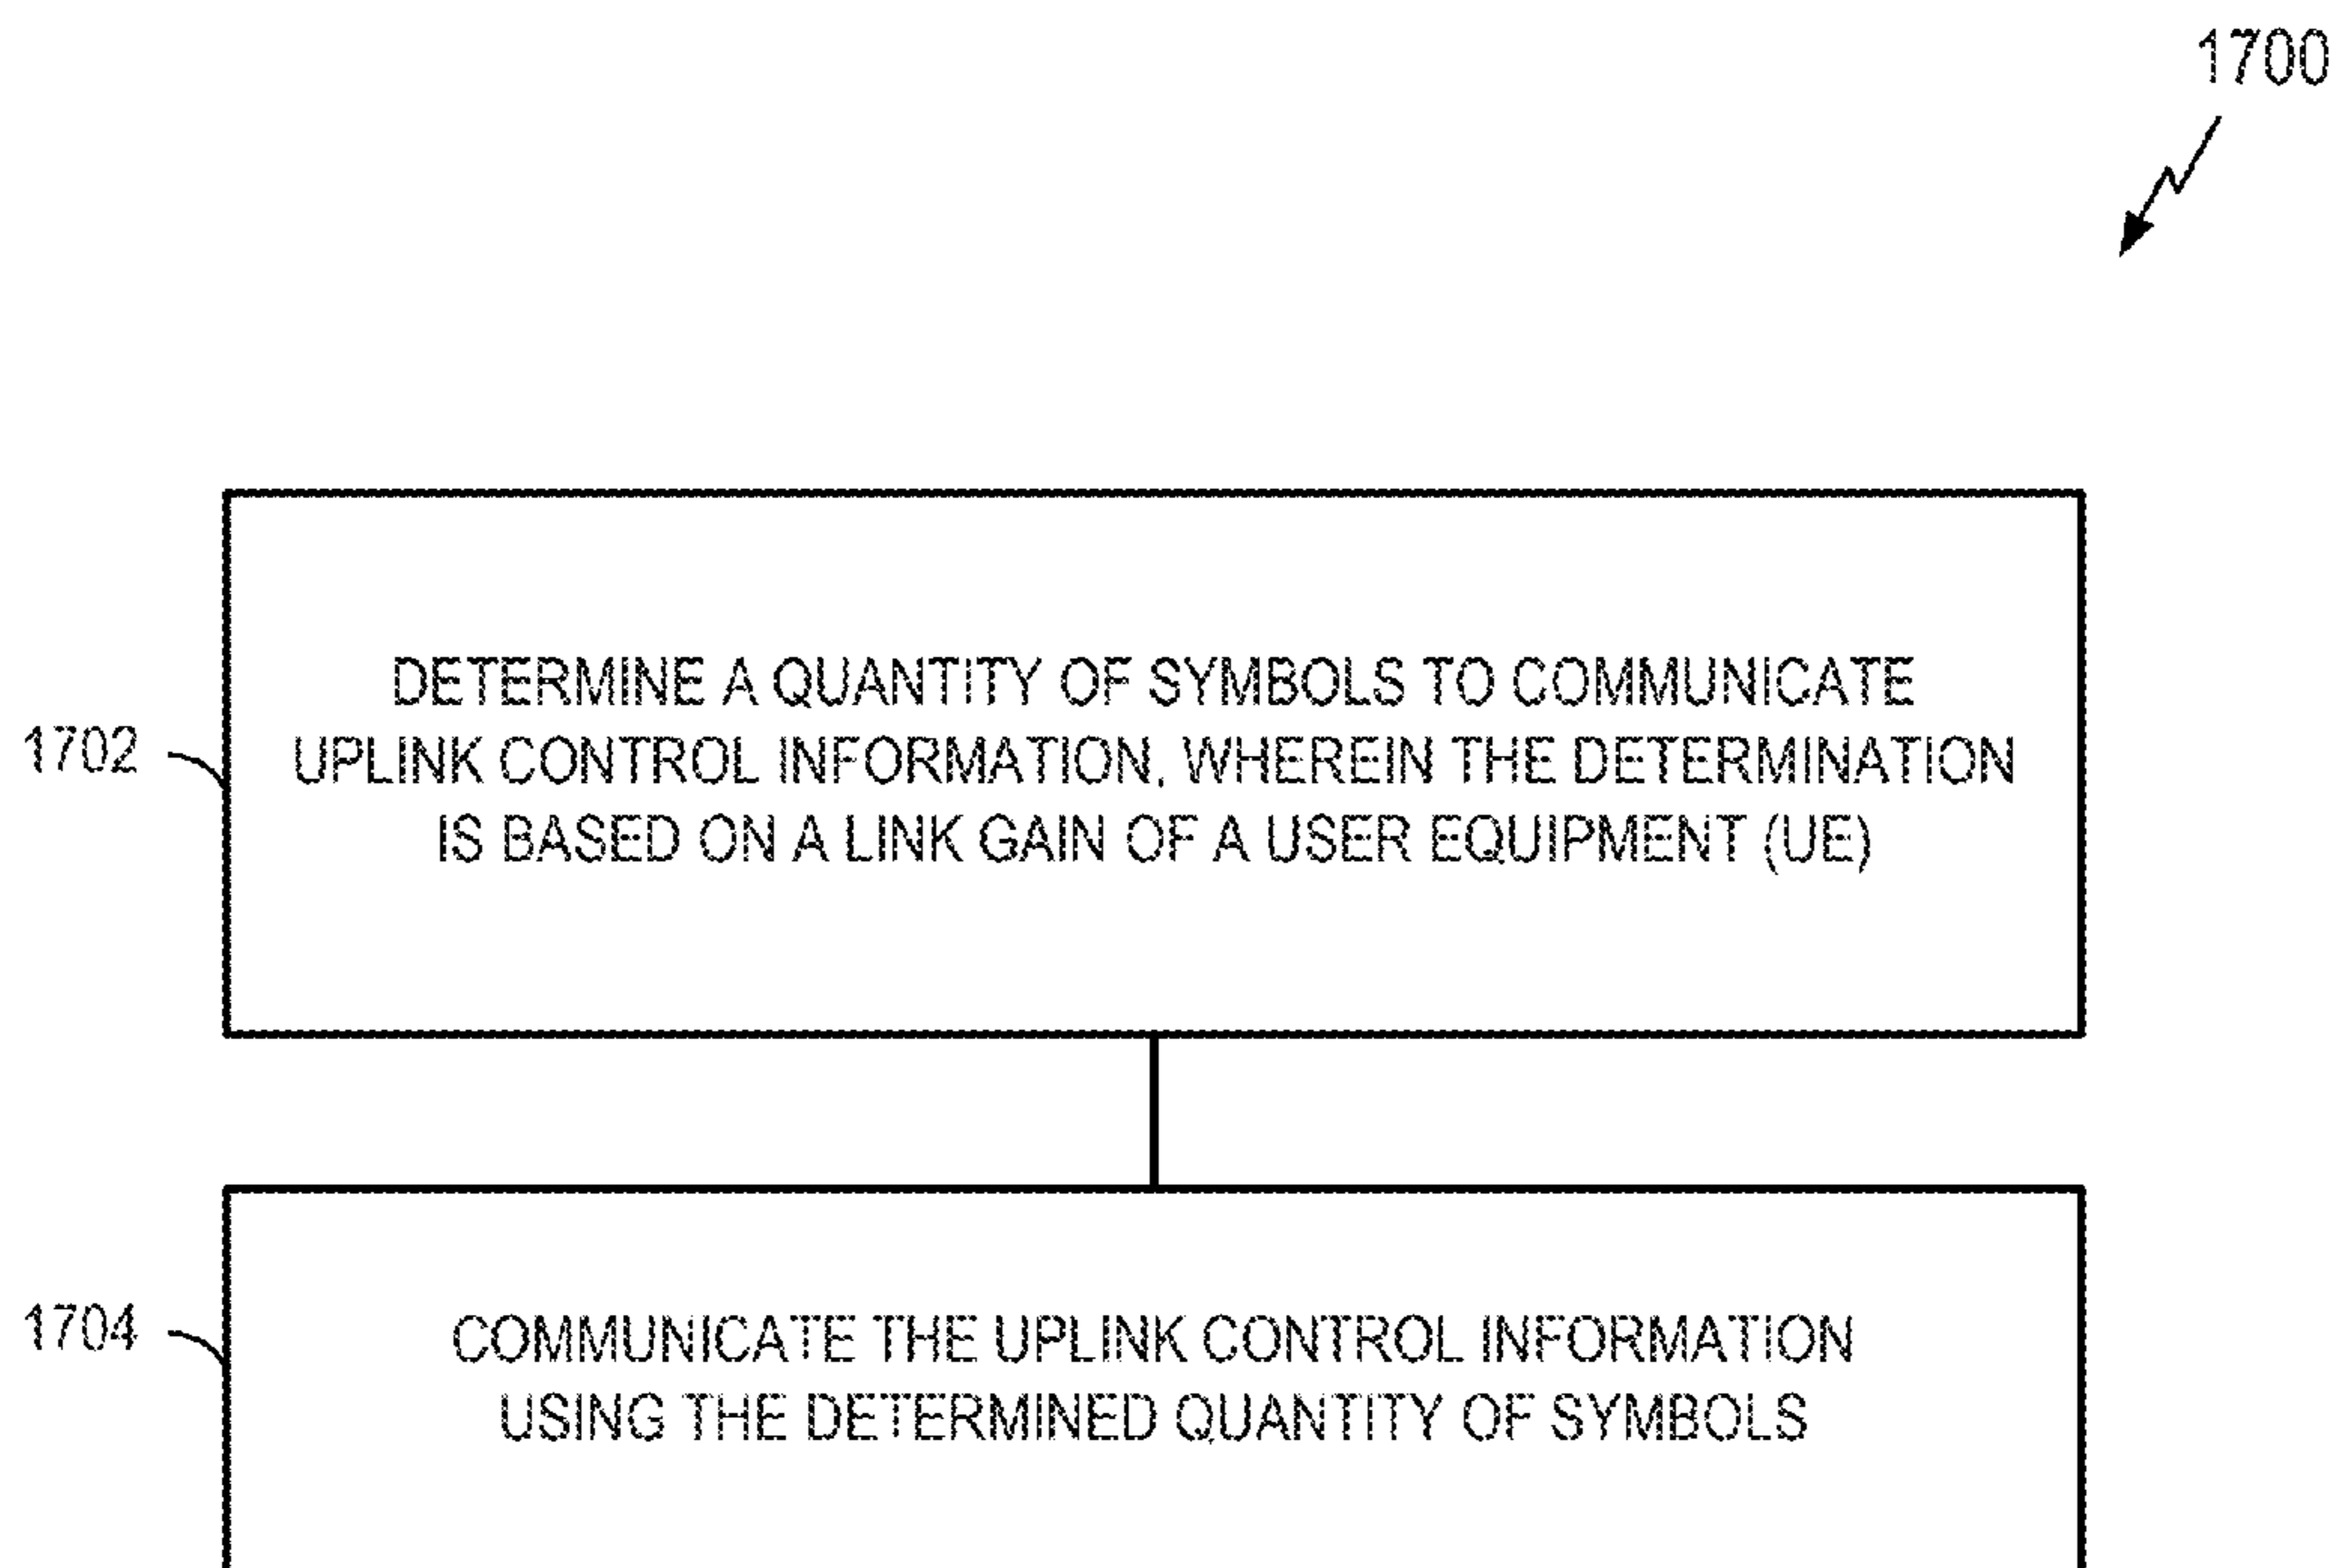 1700
DETERMINE A QUANTITY OF SYMBOLS TO COMMUNICATE
1702
UPLINK CONTROL INFORMATION, WHEREIN THE DETERMINATION
IS BASED ON A LINK GAIN OF A USER EQUIPMENT (UE)
1704
COMMUNICATE THE UPLINK CONTROL INFORMATION
USING THE DETERMINED QUANTITY OF SYMBOLS